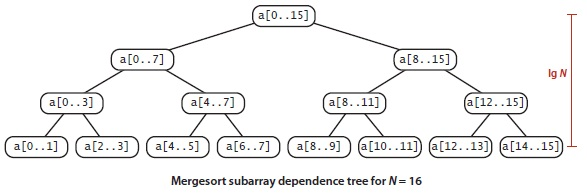 a[0..15]
a[0..7] a[8..15]
lg N
a[0..3] a[4..7] a[8..11] a[12..15]
a[0..1] a[2..3] a[4..5] a[6..7] a[8..9] a[10..11] a[12..13] a[14..15]
Mergesort subarray dependence tree for N = 16